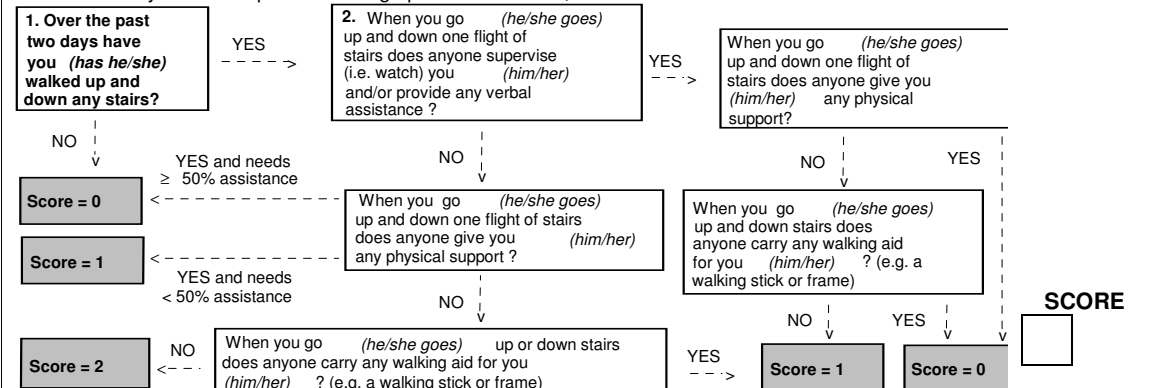 1. Over the past
two days have
you (has he/she)
walked up and
down any stairs?
YES
2. When you go (he/she goes)
up and down one flight of
stairs does anyone supervise
(i.e. watch) you (him/her)
and/or provide any verbal
assistance ?
YES
When you go (he/she goes)
up and down one flight of
stairs does anyone give you
(him/her) any physical
support?
NO
NO
NO
YES
YES and needs
≥ 50% assistance
Score = 0
When you go (he/she goes)
up and down one flight of stairs
does anyone give you (him/her)
any physical support ?
When you go (he/she goes)
up and down stairs does
anyone carry any walking aid
for you (him/her) ? (e.g. a
walking stick or frame)
Score = 1
YES and needs
< 50% assistance
NO
NO
YES
SCORE
Score = 2
NO
When you go (he/she goes) up or down stairs
does anyone carry any walking aid for you
(him/her) ? (e.g. a walking stick or frame)
YES
Score = 1
Score = 0